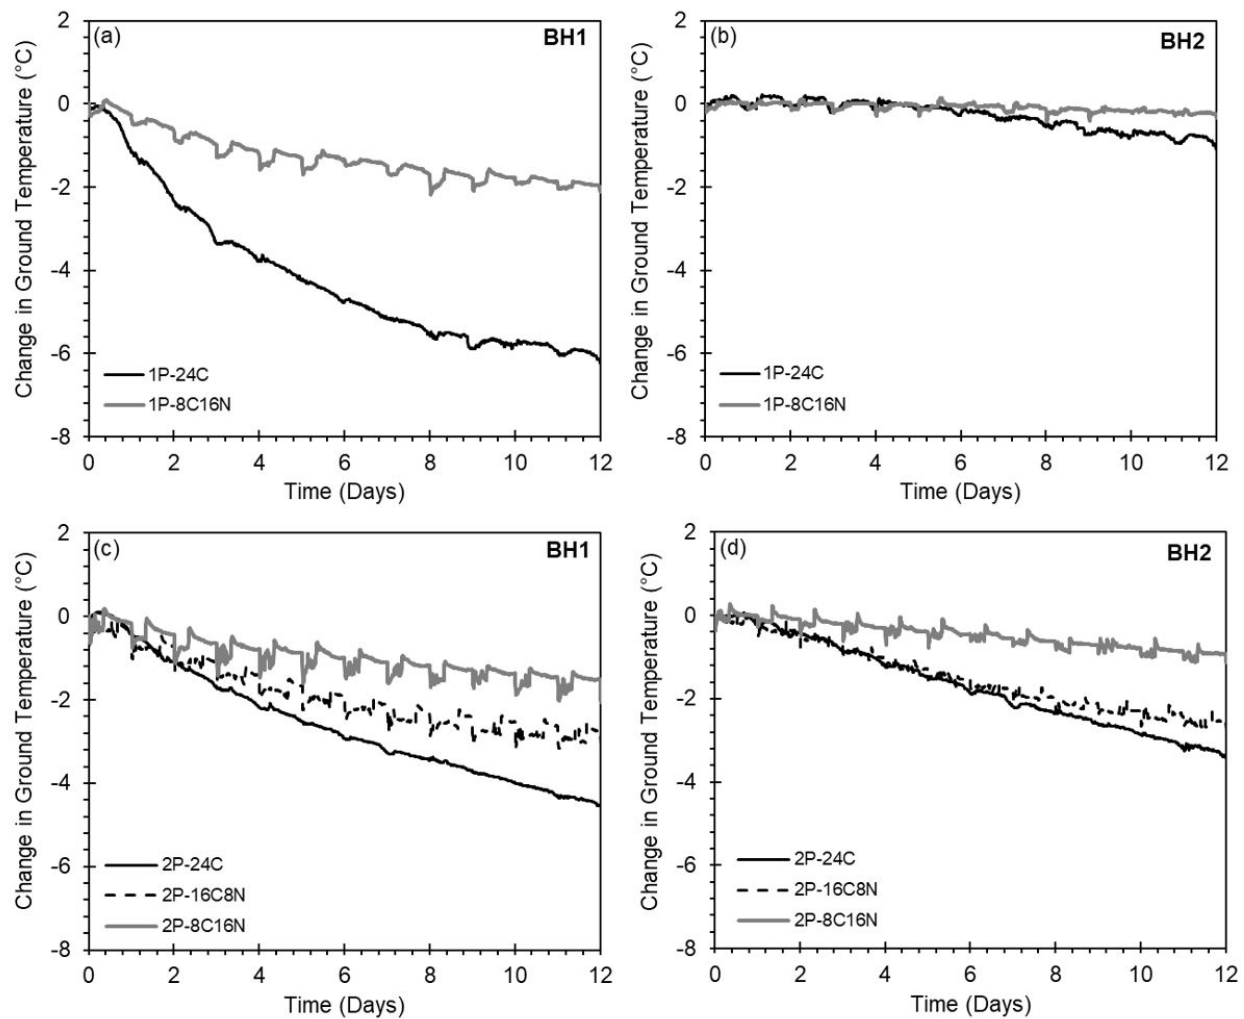 (a) BH1
Change in Ground Temperature (°C)
2
0
-2
-4
-6
-8
1P-24C
1P-8C16N
0 2 4 6 8 10 12
Time (Days)
(b) BH2
Change in Ground Temperature (°C)
2
0
-2
-4
-6
-8
1P-24C
1P-8C16N
0 2 4 6 8 10 12
Time (Days)
(c) BH1
Change in Ground Temperature (°C)
2
0
-2
-4
-6
-8
2P-24C
2P-16C8N
2P-8C16N
0 2 4 6 8 10 12
Time (Days)
(d) BH2
Change in Ground Temperature (°C)
2
0
-2
-4
-6
-8
2P-24C
2P-16C8N
2P-8C16N
0 2 4 6 8 10 12
Time (Days)